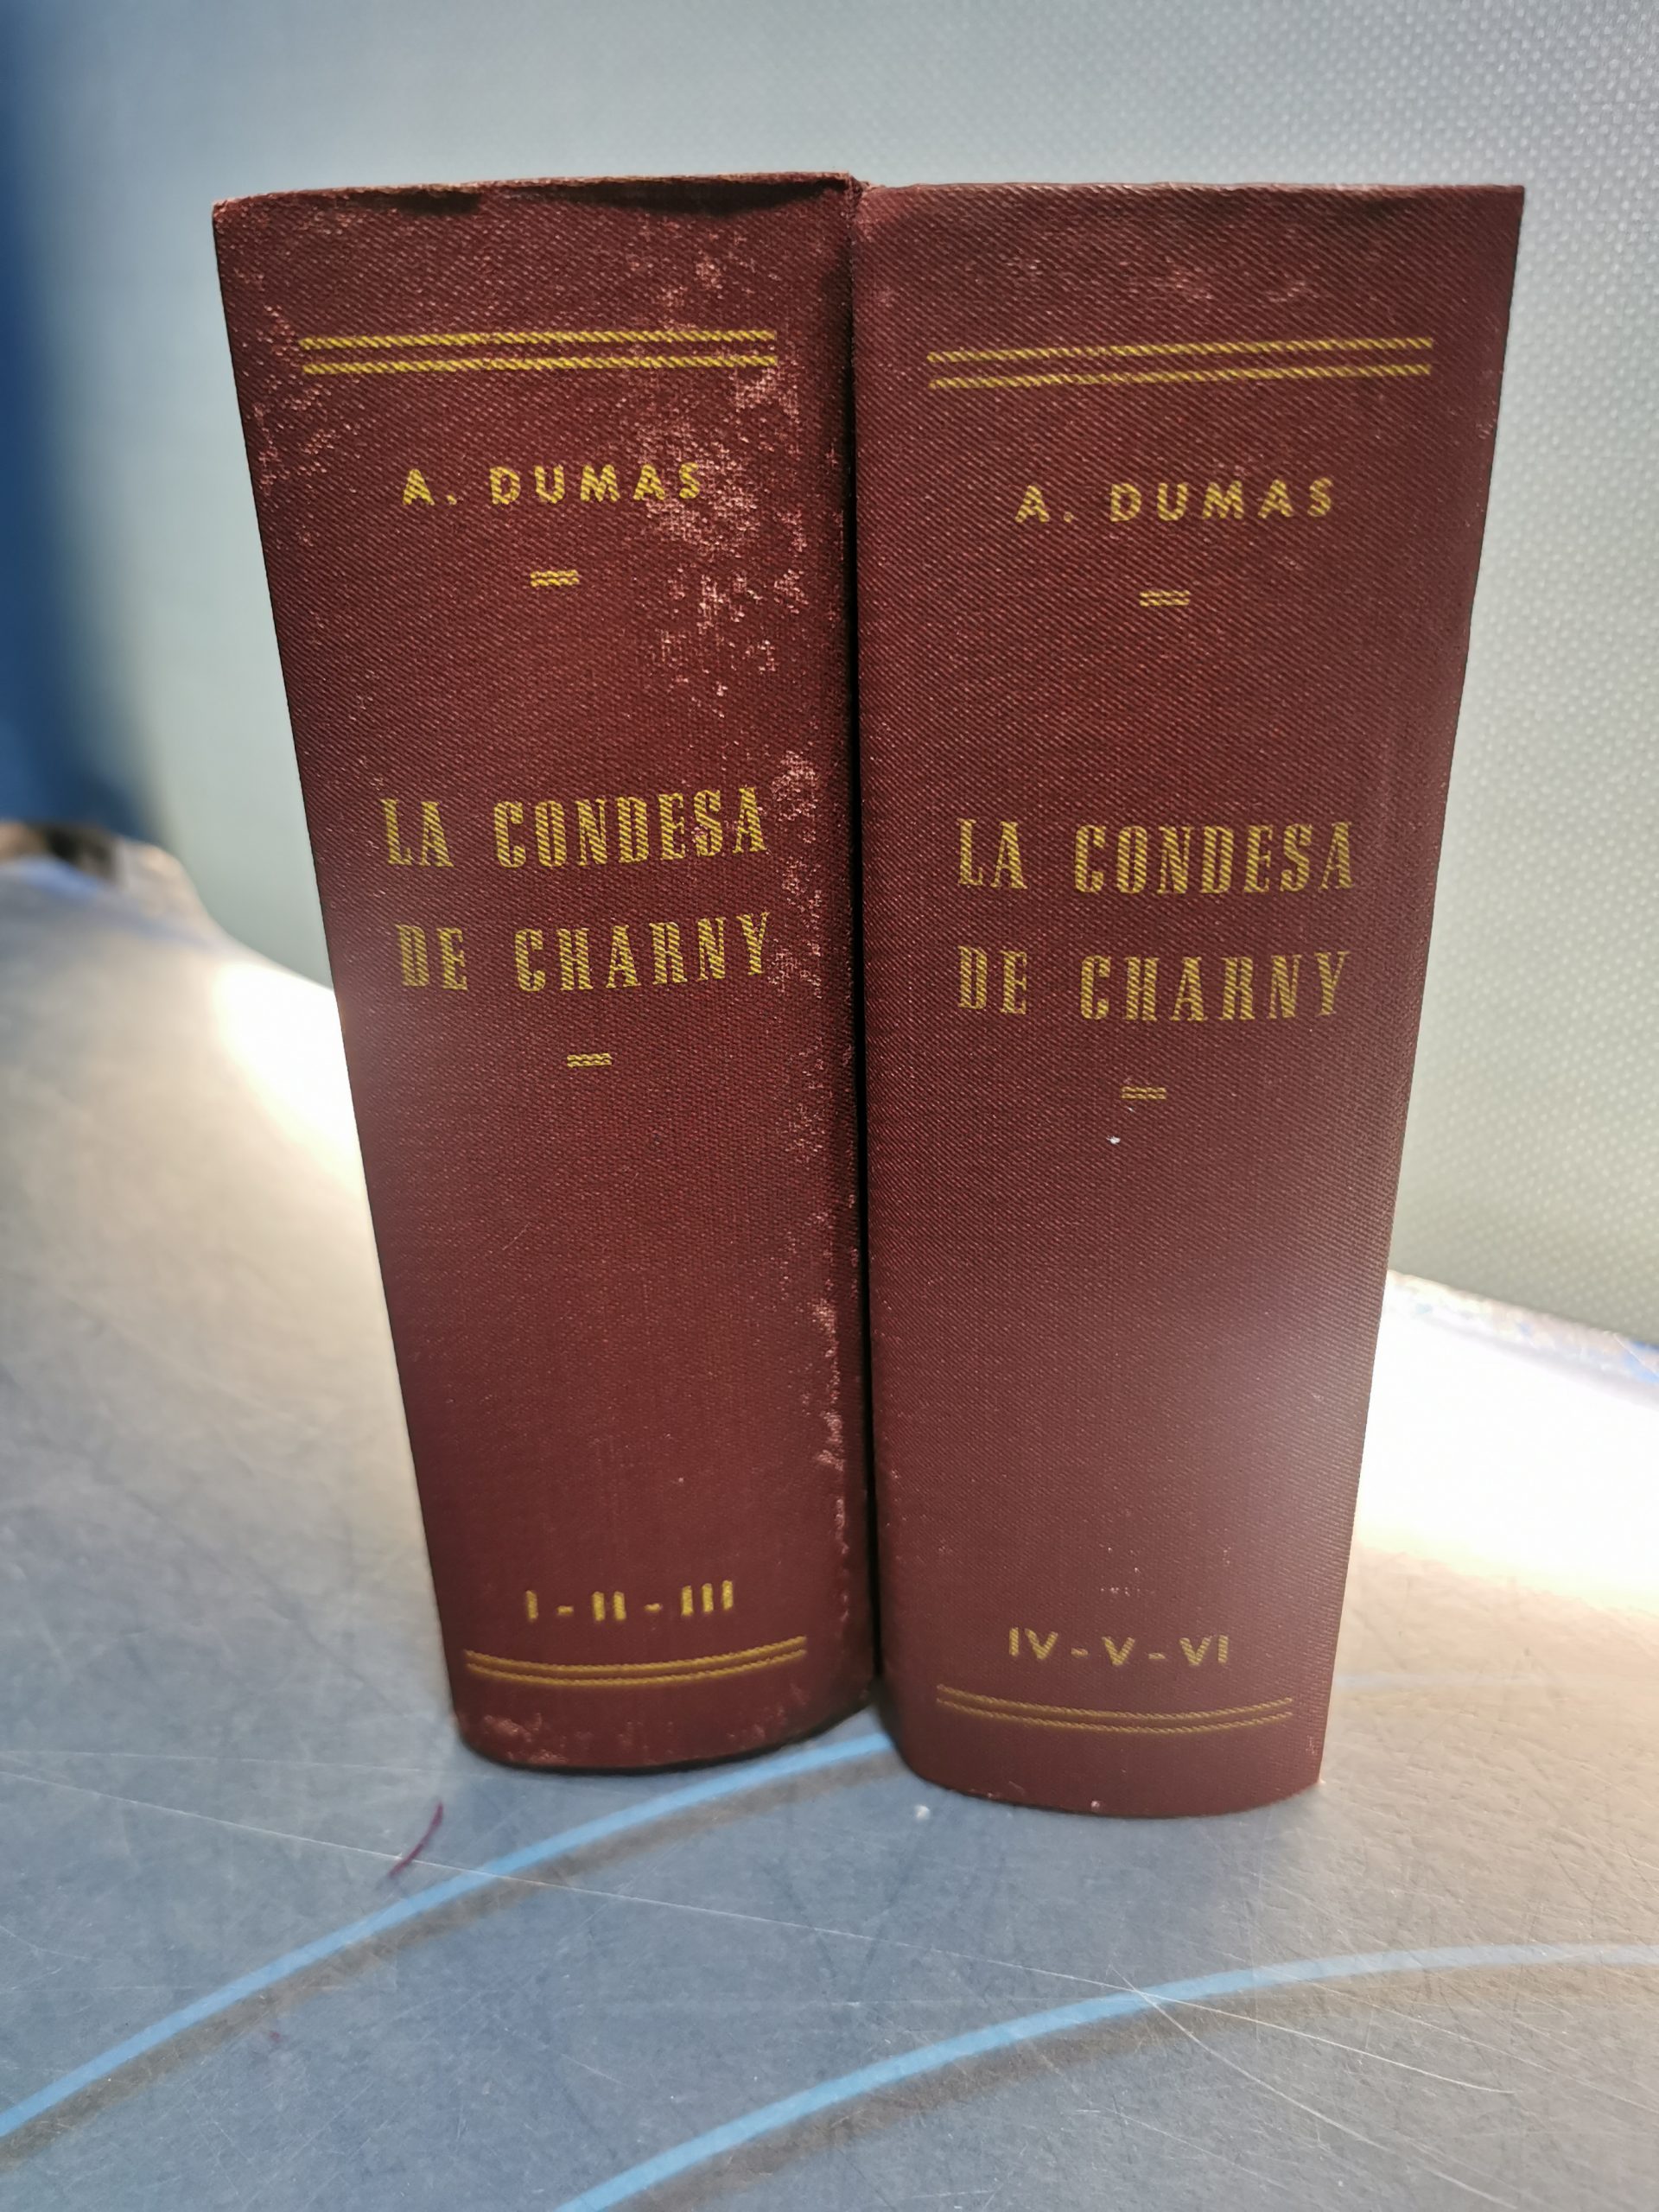 A. DUMAS
LA CONDESA
DE CHARNY
I - II - III
A. DUMAS
LA CONDESA
DE CHARNY
IV - V - VI